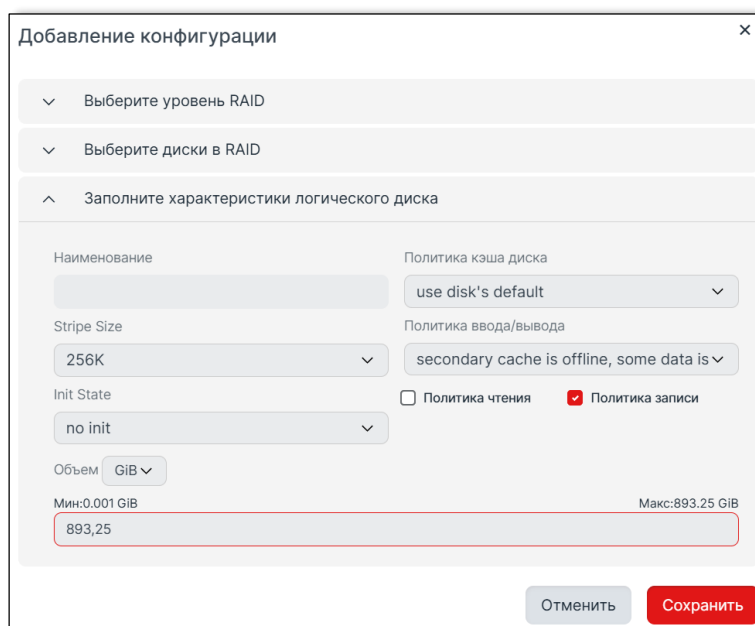 Добавление конфигурации
Выберите уровень RAID
Выберите диски в RAID
Заполните характеристики логического диска
Наименование
Политика кэша диска
use disk's default
Stripe Size
Политика ввода/вывода
256K
secondary cache is offline, some data is
Init State
Политика чтения
Политика записи
no init
Объем GiB
Мин:0.001 GiB
Макс:893.25 GiB
893,25
Отменить
Сохранить